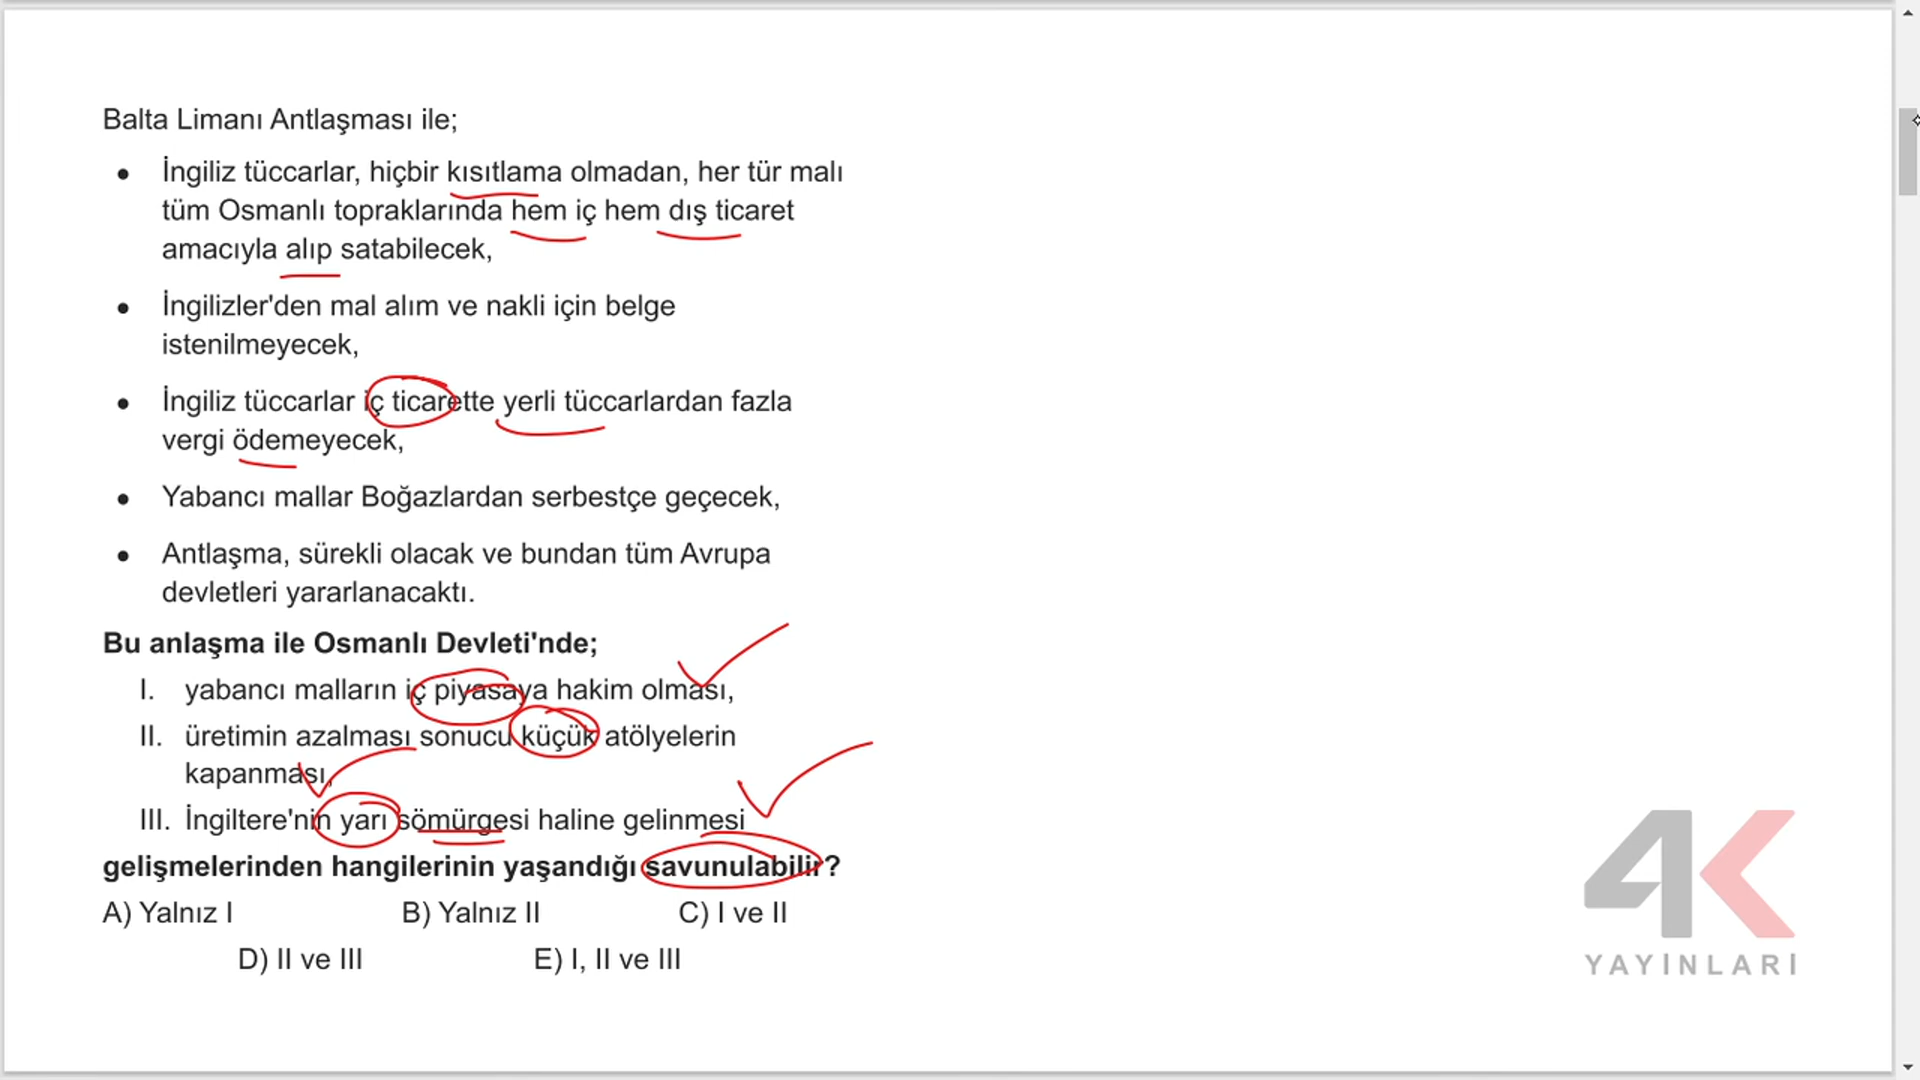 Balta Limanı Antlaşması ile;
● İngiliz tüccarlar, hiçbir kısıtlama olmadan, her tür malı
tüm Osmanlı topraklarında hem iç hem dış ticaret
amacıyla alıp satabilecek,
● İngilizler'den mal alım ve nakli için belge
istenilmeyecek,
● İngiliz tüccarlar iç ticarette yerli tüccarlardan fazla
vergi ödemeyecek,
● Yabancı mallar Boğazlardan serbestçe geçecek,
● Antlaşma, sürekli olacak ve bundan tüm Avrupa
devletleri yararlanacaktı.
Bu anlaşma ile Osmanlı Devleti'nde;
I. yabancı malların iç piyasaya hakim olması,
II. üretimin azalması sonucu küçük atölyelerin
kapanması,
III. İngiltere'nin yarı sömürgesi haline gelinmesi
gelişmelerinden hangilerinin yaşandığı savunulabilir?
A) Yalnız I B) Yalnız II C) I ve II
D) II ve III E) I, II ve III
4K
YAYINLARI